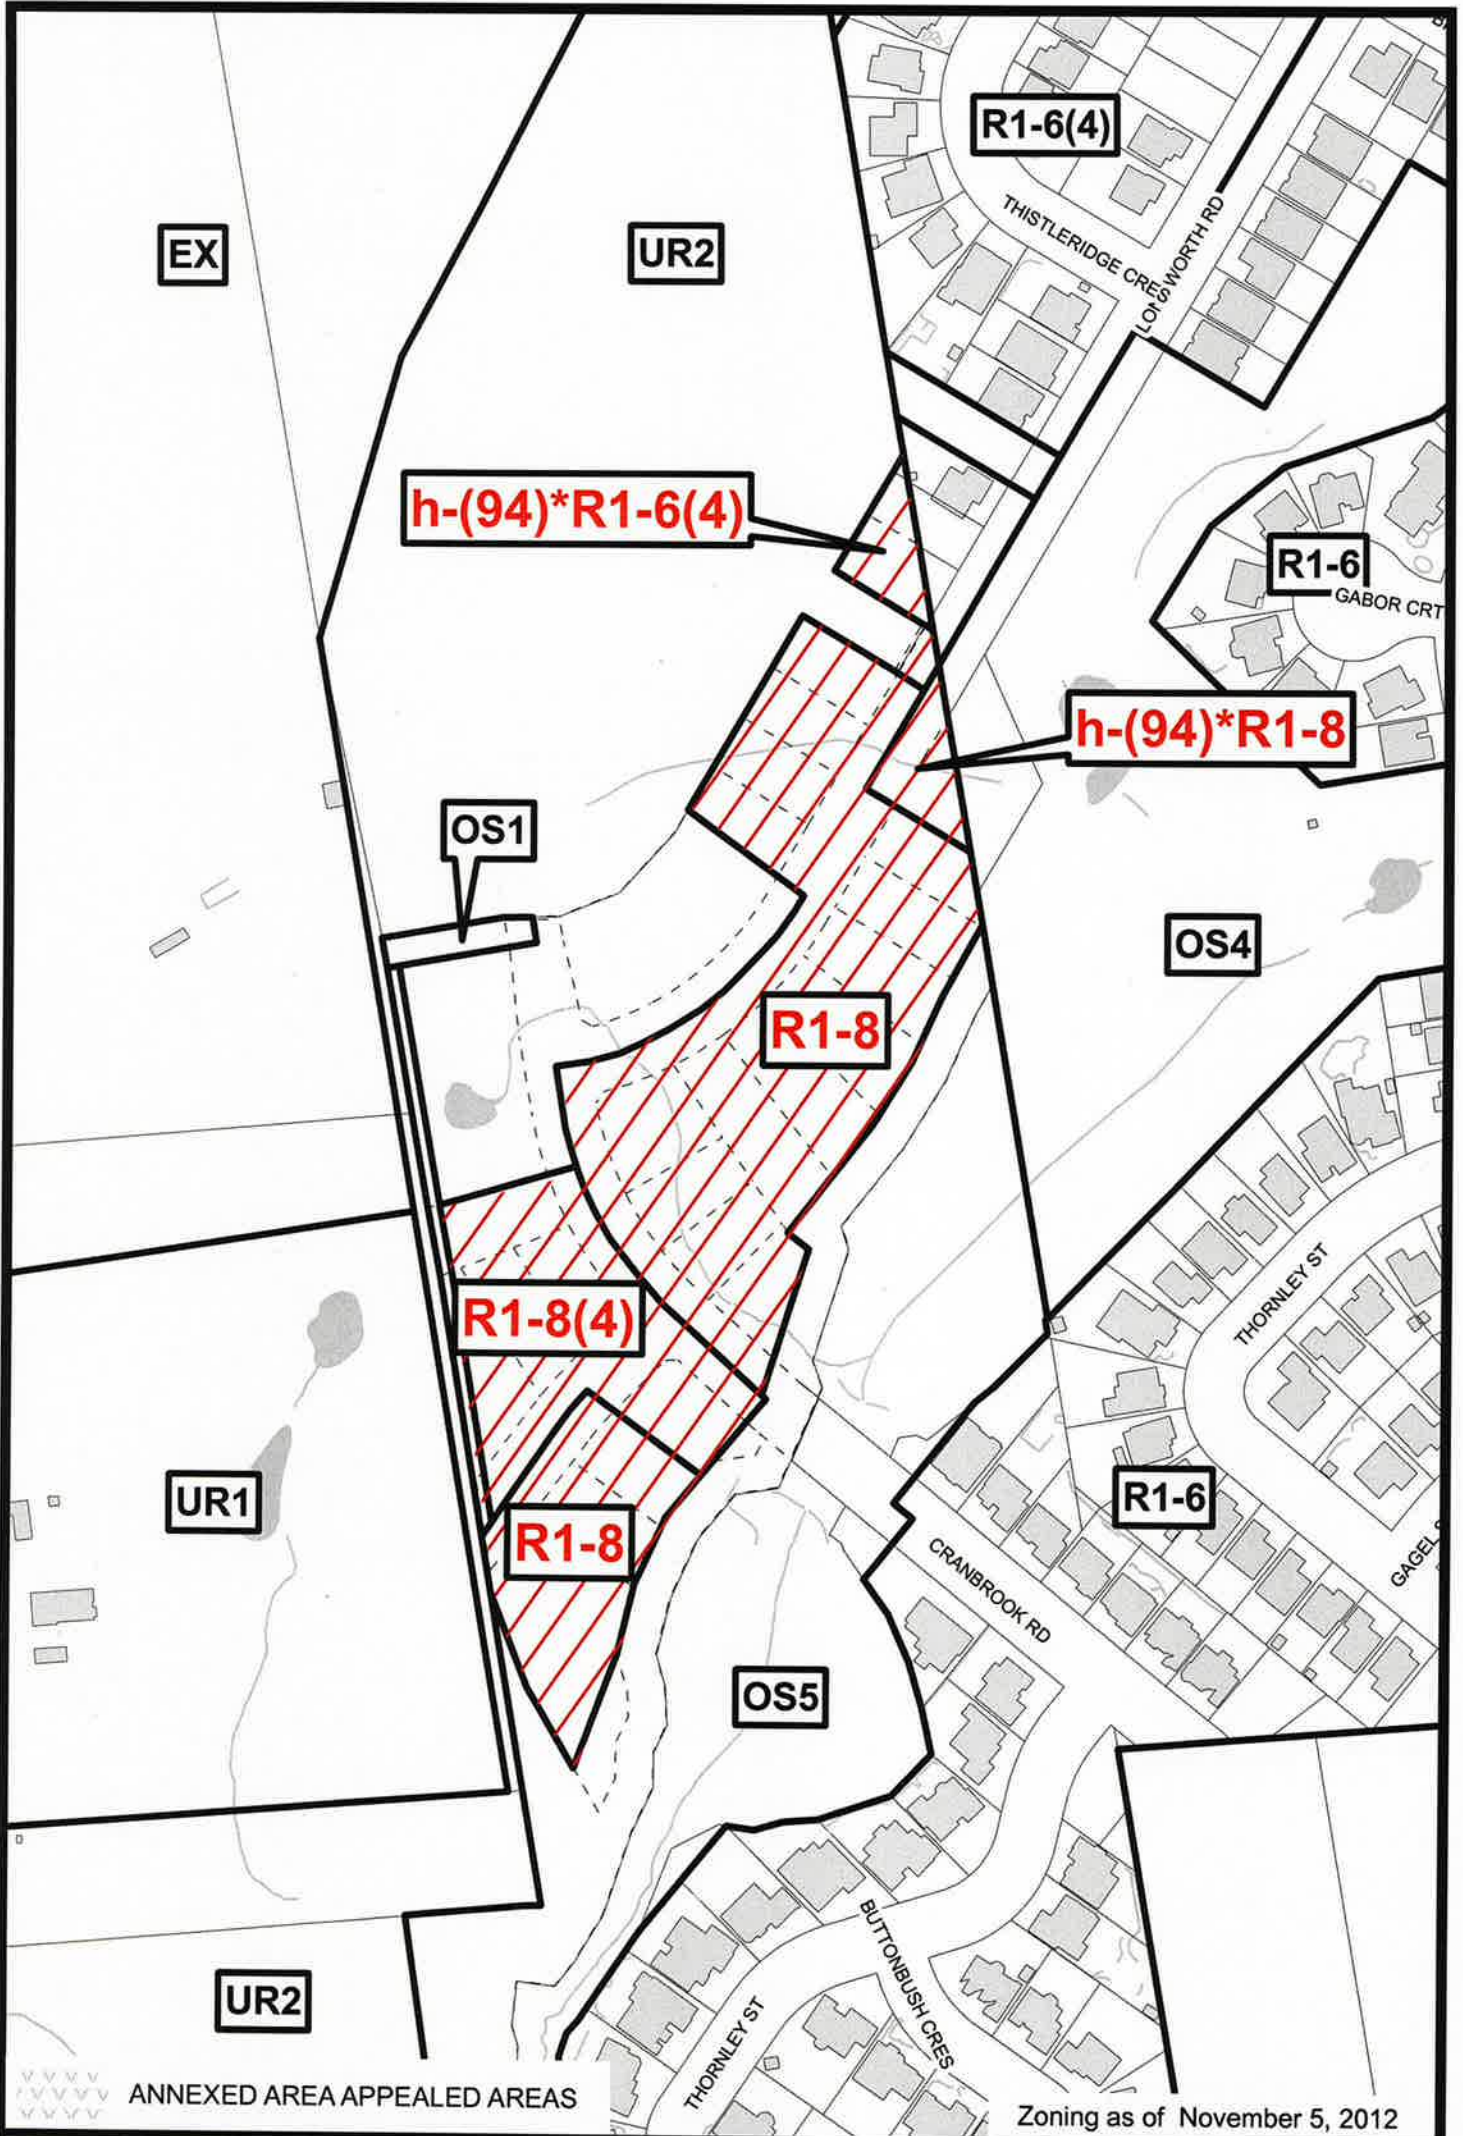 R1-6(4)
THISTLERIDGE CRES
EX
UR2
h-(94)*R1-6(4)
R1-6
GABOR CRT
h-(94)*R1-8
OS1
OS4
R1-8
THORNLEY ST
R1-8(4)
UR1
R1-8
R1-6
CRANBROOK RD
OS5
BUTTONBUSH CRES
UR2
THORNLEY ST
ANNEXED AREA APPEALED AREAS
Zoning as of November 5, 2012